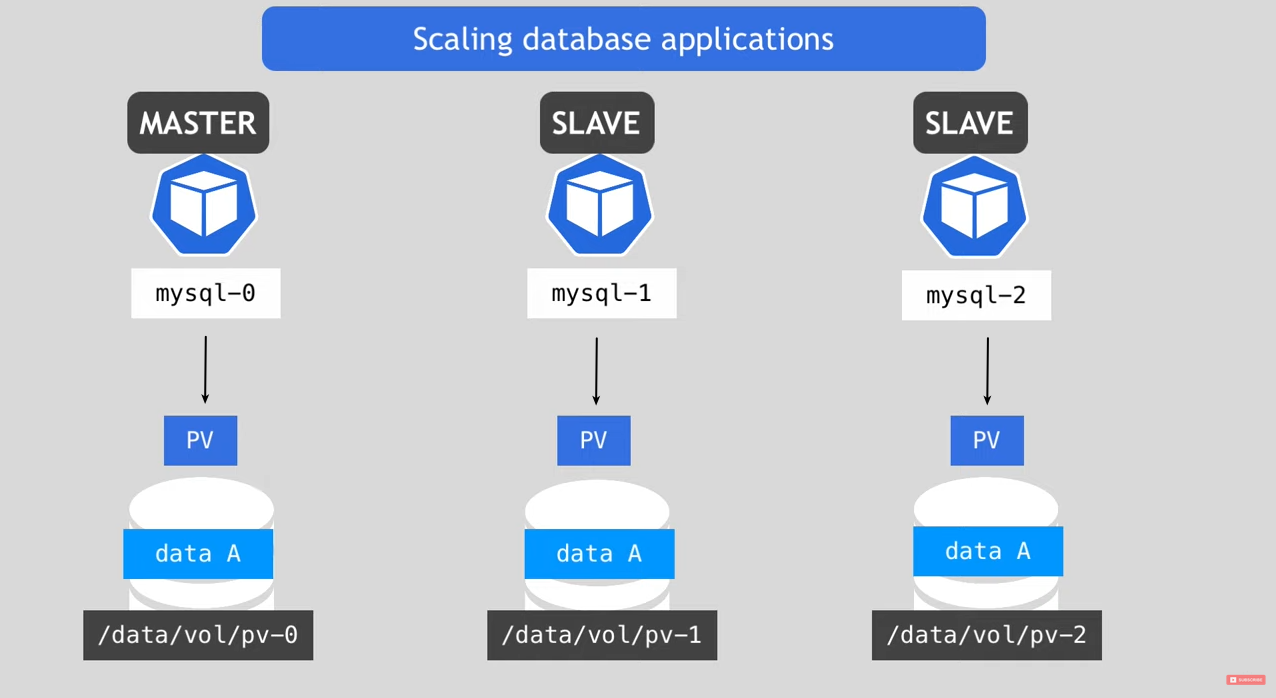 Scaling database applications
MASTER
SLAVE
SLAVE
mysql-0
mysql-1
mysql-2
PV
PV
PV
data A
data A
data A
/data/vol/pv-0
/data/vol/pv-1
/data/vol/pv-2
SUBSCRIBE